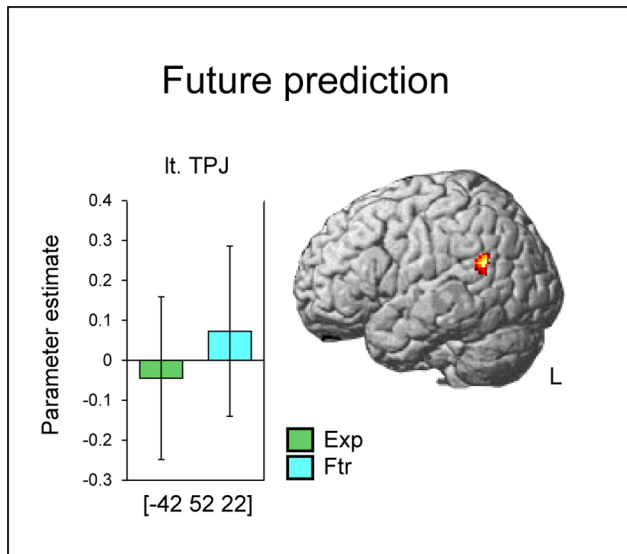 Future prediction
lt. TPJ
Parameter estimate
0.4
0.3
0.2
0.1
0
-0.1
-0.2
-0.3
[-42 52 22]
Exp
Ftr
L